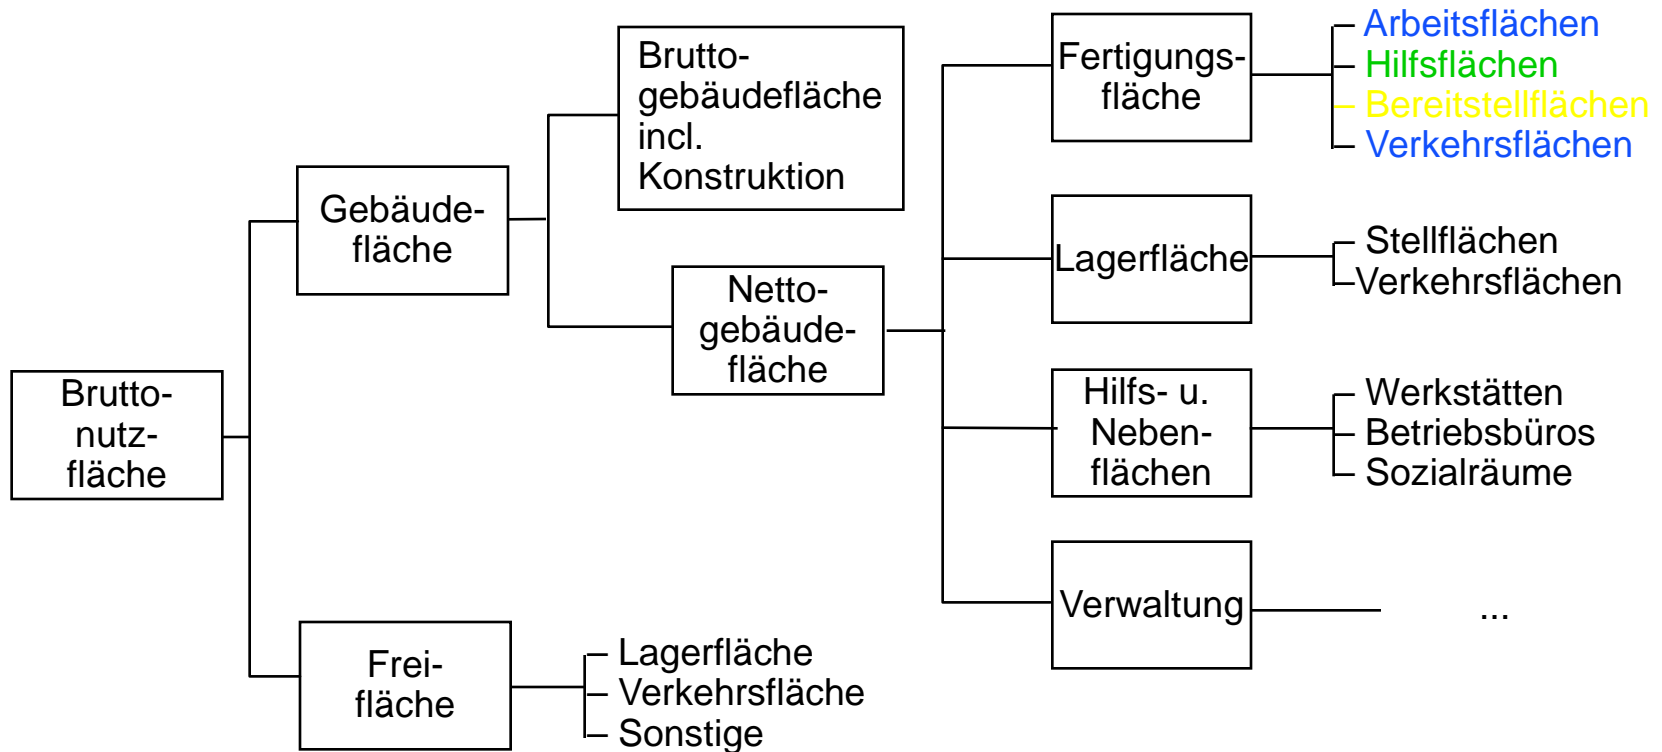 Brutto-
nutz-
fläche
Gebäude-
fläche
Frei-
fläche
Lagerfläche
Verkehrsfläche
Sonstige
Brutto-
gebäudefläche
incl.
Konstruktion
Netto-
gebäude-
fläche
Fertigungs-
fläche
Arbeitsflächen
Hilfsflächen
Bereitstellflächen
Verkehrsflächen
Lagerfläche
Stellflächen
Verkehrsflächen
Hilfs- u.
Neben-
flächen
Werkstätten
Betriebsbüros
Sozialräume
Verwaltung
...